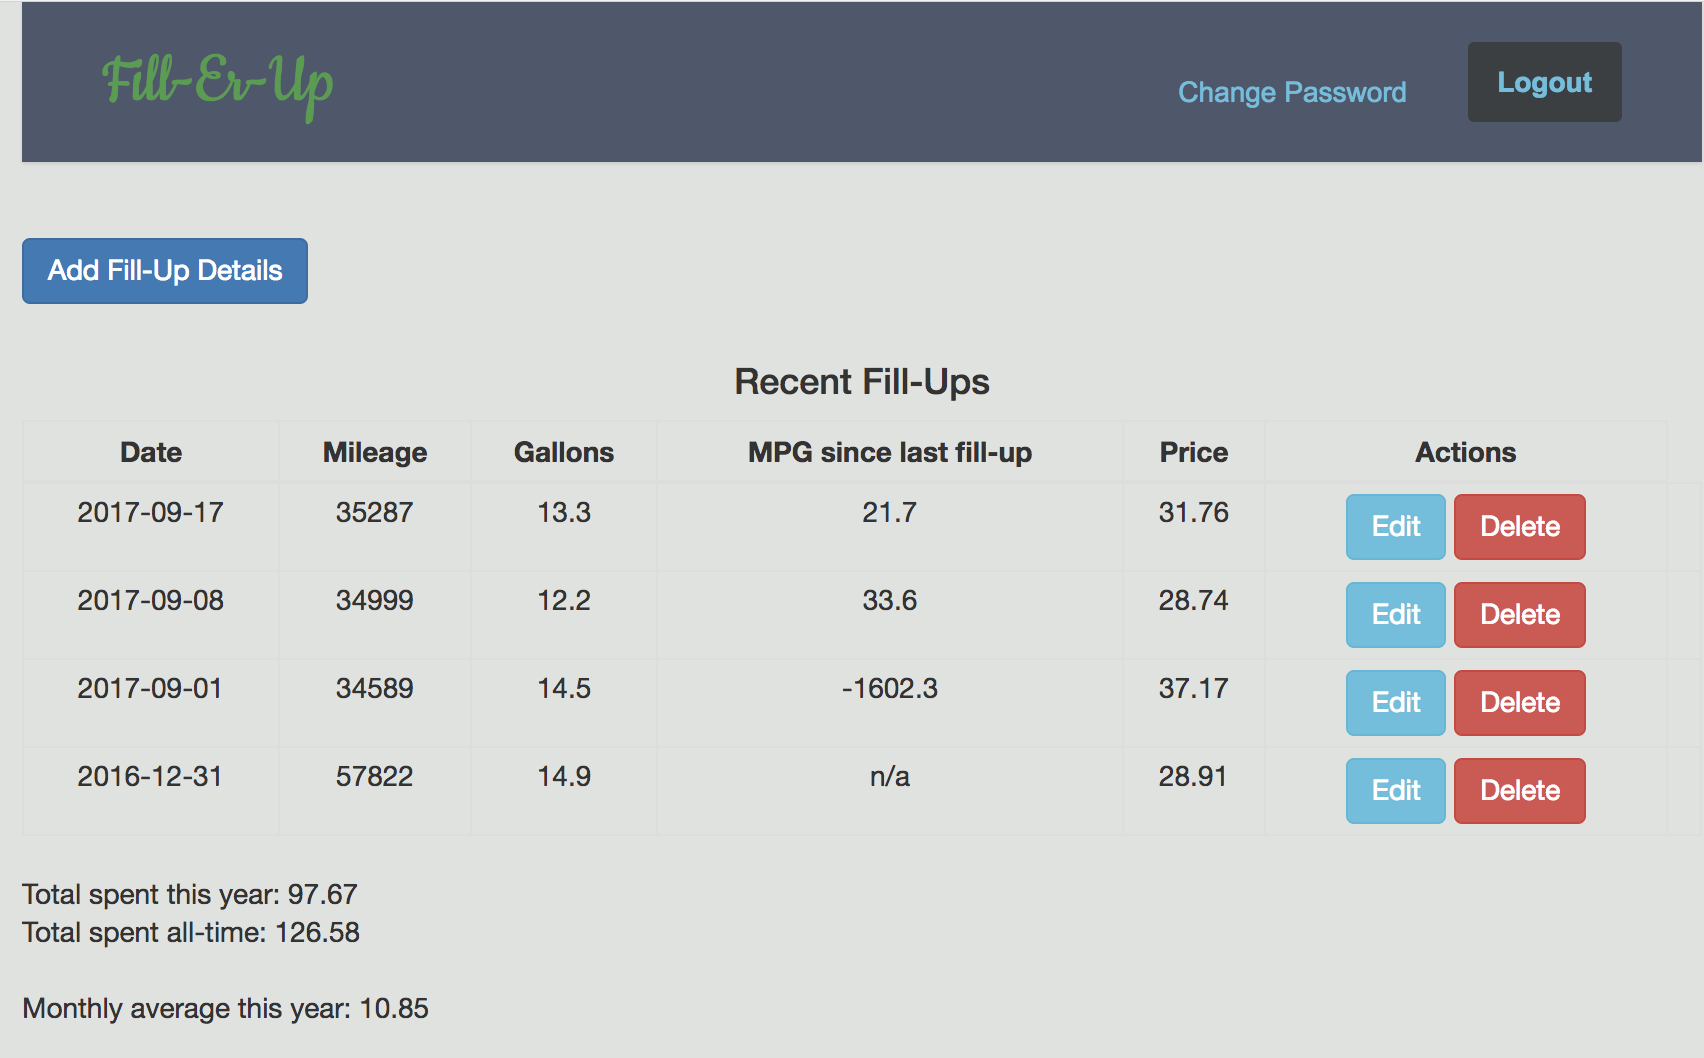 Fill-Er-Up
Change Password
Logout
Add Fill-Up Details
Recent Fill-Ups
Date Mileage Gallons MPG since last fill-up Price Actions
2017-09-17 35287 13.3 21.7 31.76 Edit Delete
2017-09-08 34999 12.2 33.6 28.74 Edit Delete
2017-09-01 34589 14.5 -1602.3 37.17 Edit Delete
2016-12-31 57822 14.9 n/a 28.91 Edit Delete
Total spent this year: 97.67
Total spent all-time: 126.58
Monthly average this year: 10.85